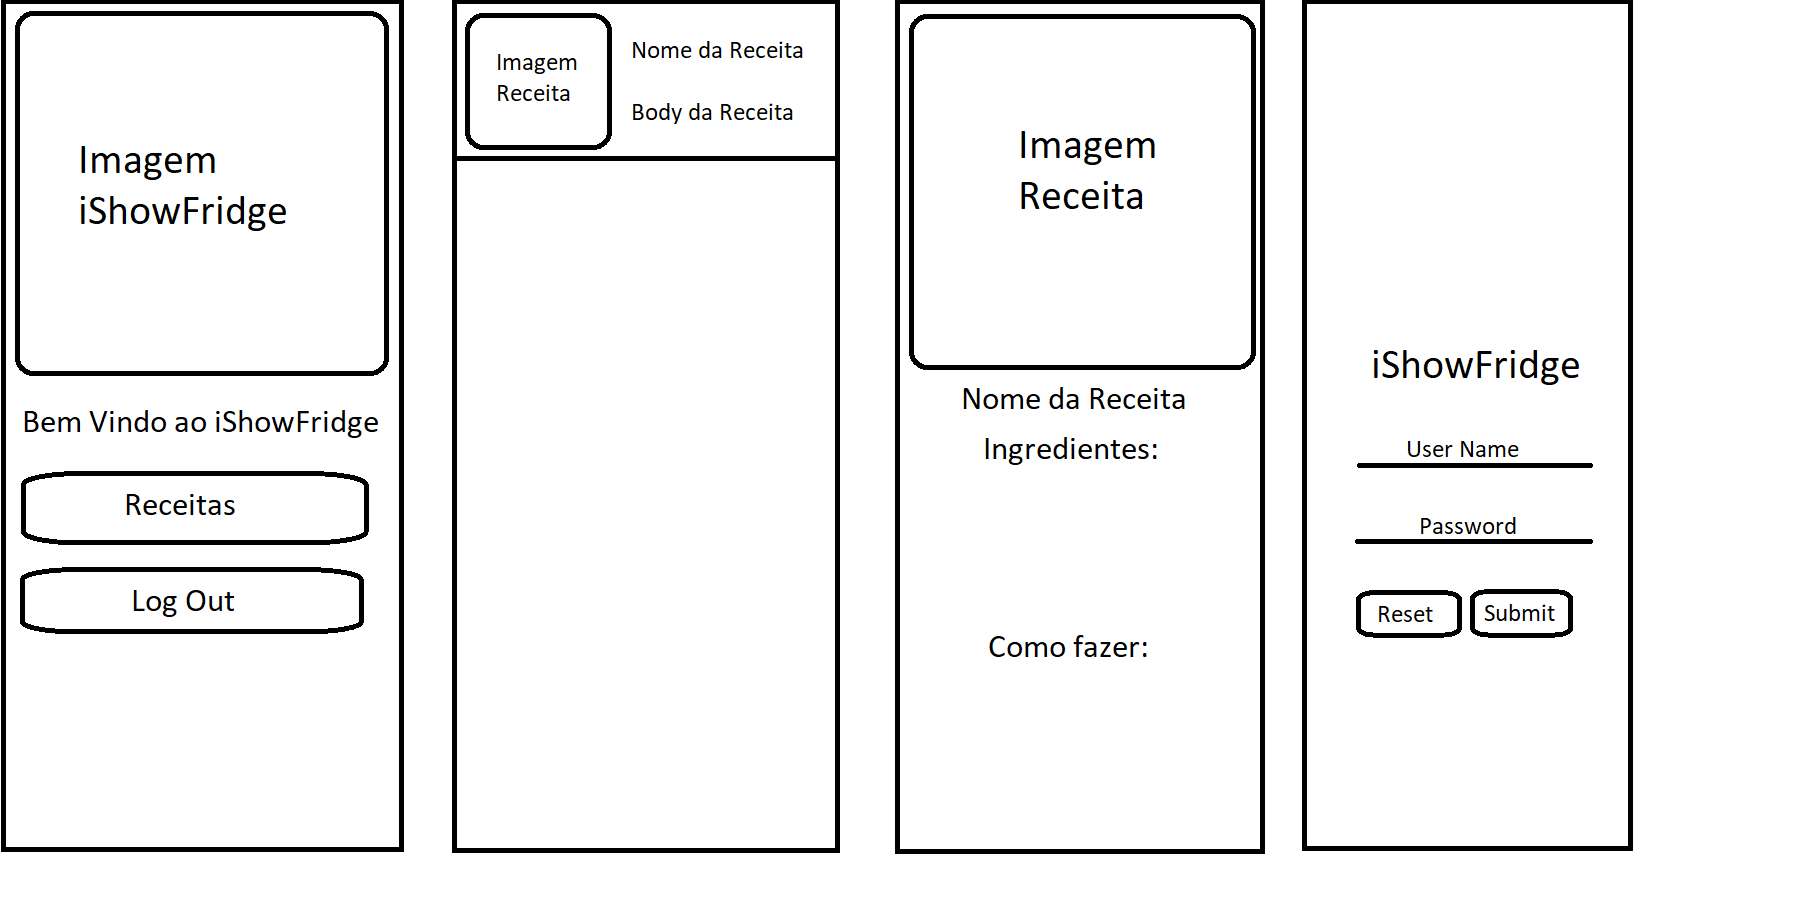 Imagem
iShowFridge
Bem Vindo ao iShowFridge
Receitas
Log Out
Imagem
Receita
Nome da Receita
Body da Receita
Imagem
Receita
Nome da Receita
Ingredientes:
Como fazer:
iShowFridge
User Name
Password
Reset
Submit